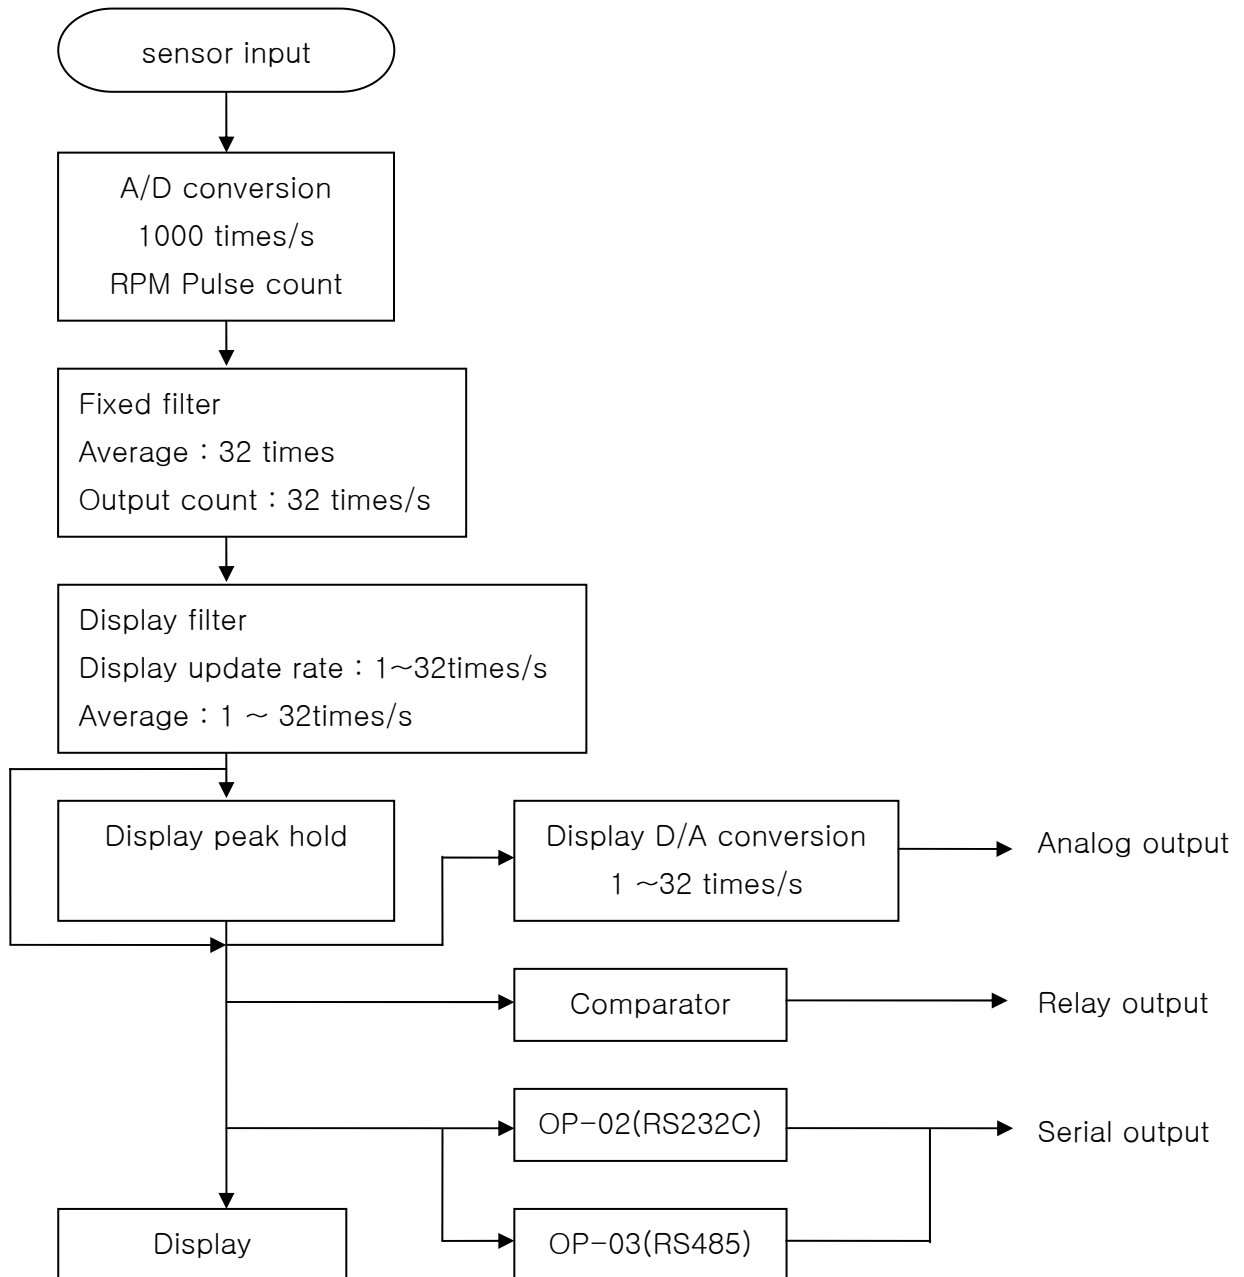 sensor input
A/D conversion
1000 times/s
RPM Pulse count
Fixed filter
Average : 32 times
Output count : 32 times/s
Display filter
Display update rate : 1~32times/s
Average : 1 ~ 32times/s
Display peak hold
Display D/A conversion
1 ~32 times/s
Analog output
Comparator
Relay output
OP-02(RS232C)
Serial output
Display
OP-03(RS485)